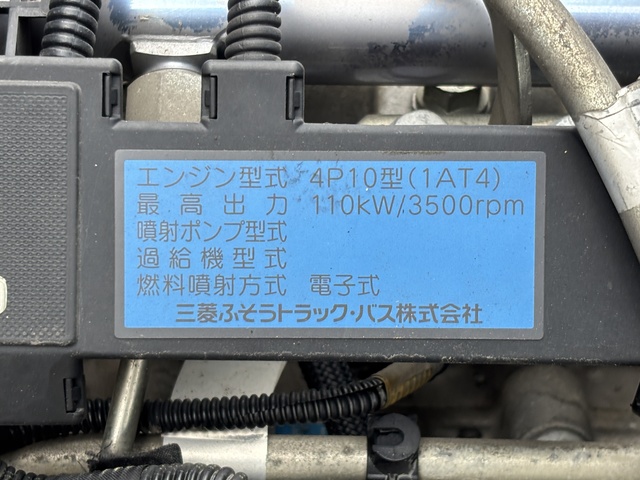 エンジン型式 4P10型(1AT4)
最高出力 110kW/3500rpm
噴射ポンプ型式
過給機型式
燃料噴射方式 電子式
三菱ふそうトラック・バス株式会社